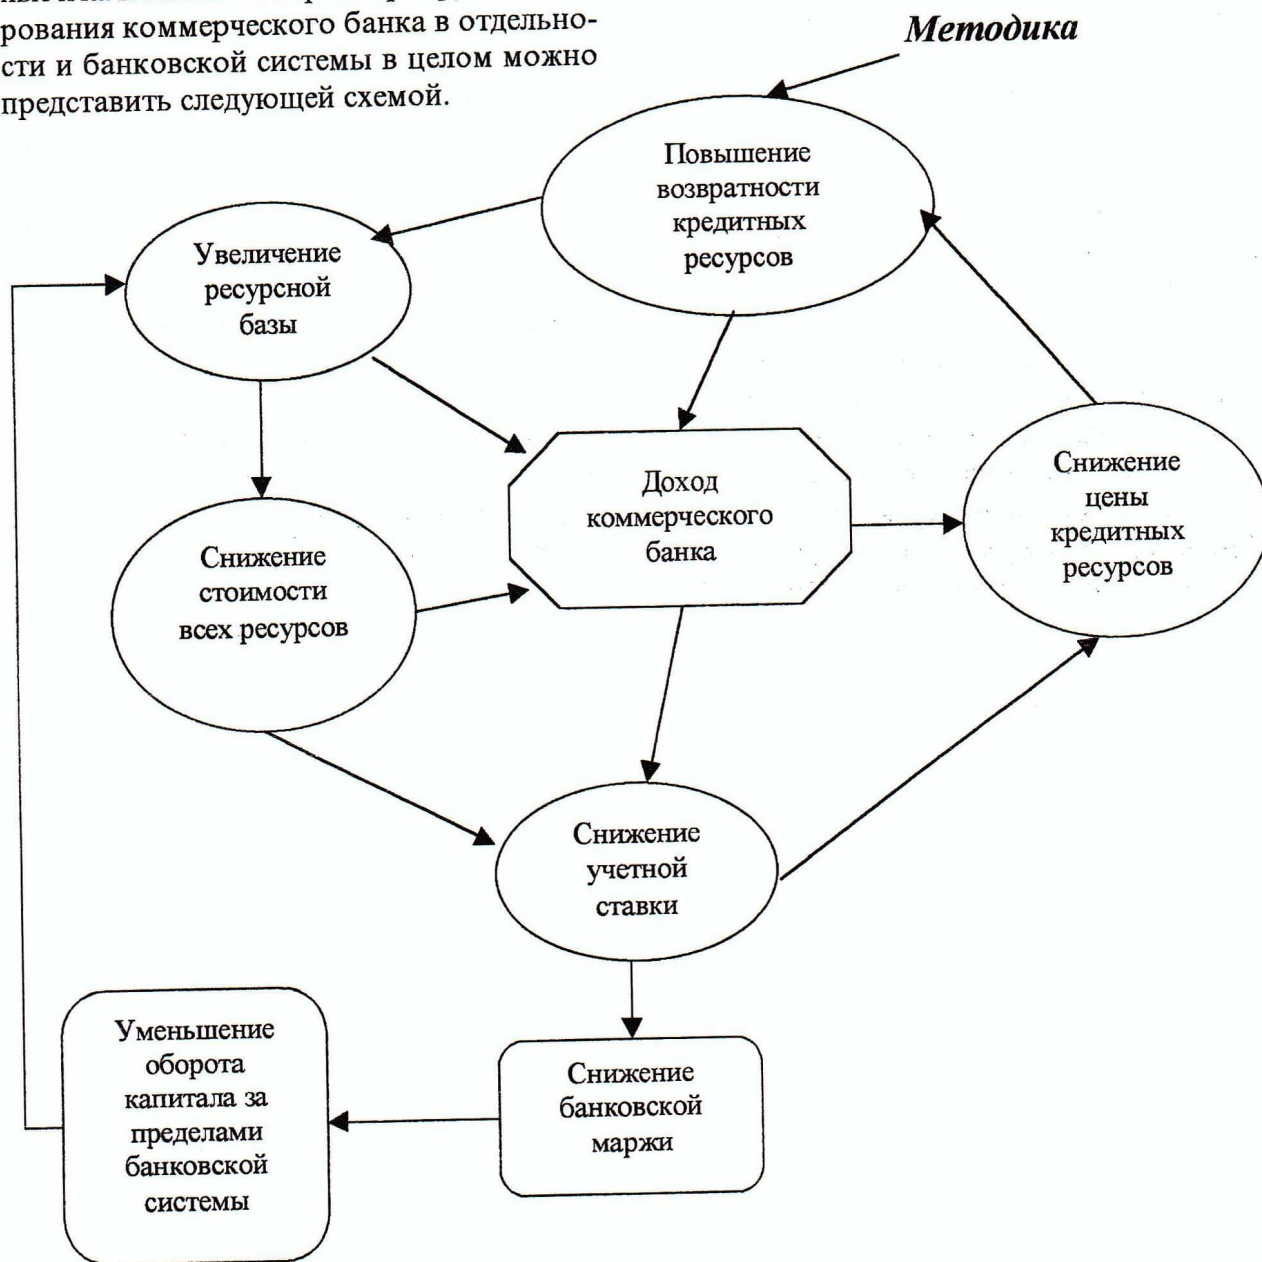 рования коммерческого банка в отдельно-
сти и банковской системы в целом можно
представить следующей схемой.
Методика
Повышение
возвратности
кредитных
ресурсов
Увеличение
ресурсной
базы
Доход
коммерческого
банка
Снижение
цены
кредитных
ресурсов
Снижение
стоимости
всех ресурсов
Снижение
учетной
ставки
Уменьшение
оборота
капитала за
пределами
банковской
системы
Снижение
банковской
маржи